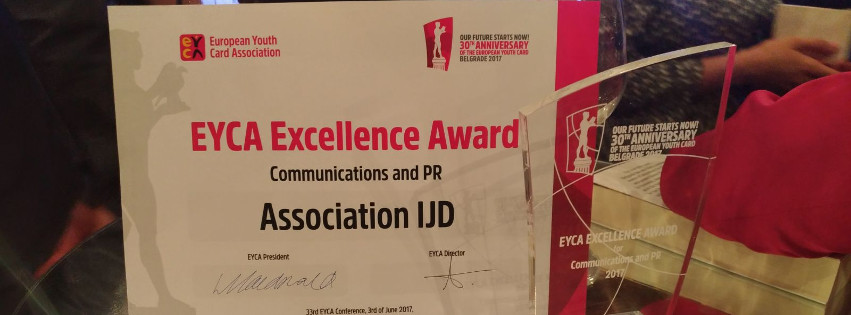 EYCA
European Youth
Card Association
OUR FUTURE STARTS NOW!
30TH ANNIVERSARY
OF THE EUROPEAN YOUTH CARD
BELGRADE 2017
EYCA Excellence Award
Communications and PR
Association IJD
EYCA President
EYCA Director
33rd EYCA Conference, 3rd of June 2017.
OUR FUTURE STARTS NOW!
30TH ANNIVERSARY
OF THE EUROPEAN YOUTH CARD
BELGRADE 2017
EYCA EXCELLENCE AWARD
for
Communications and PR
2017